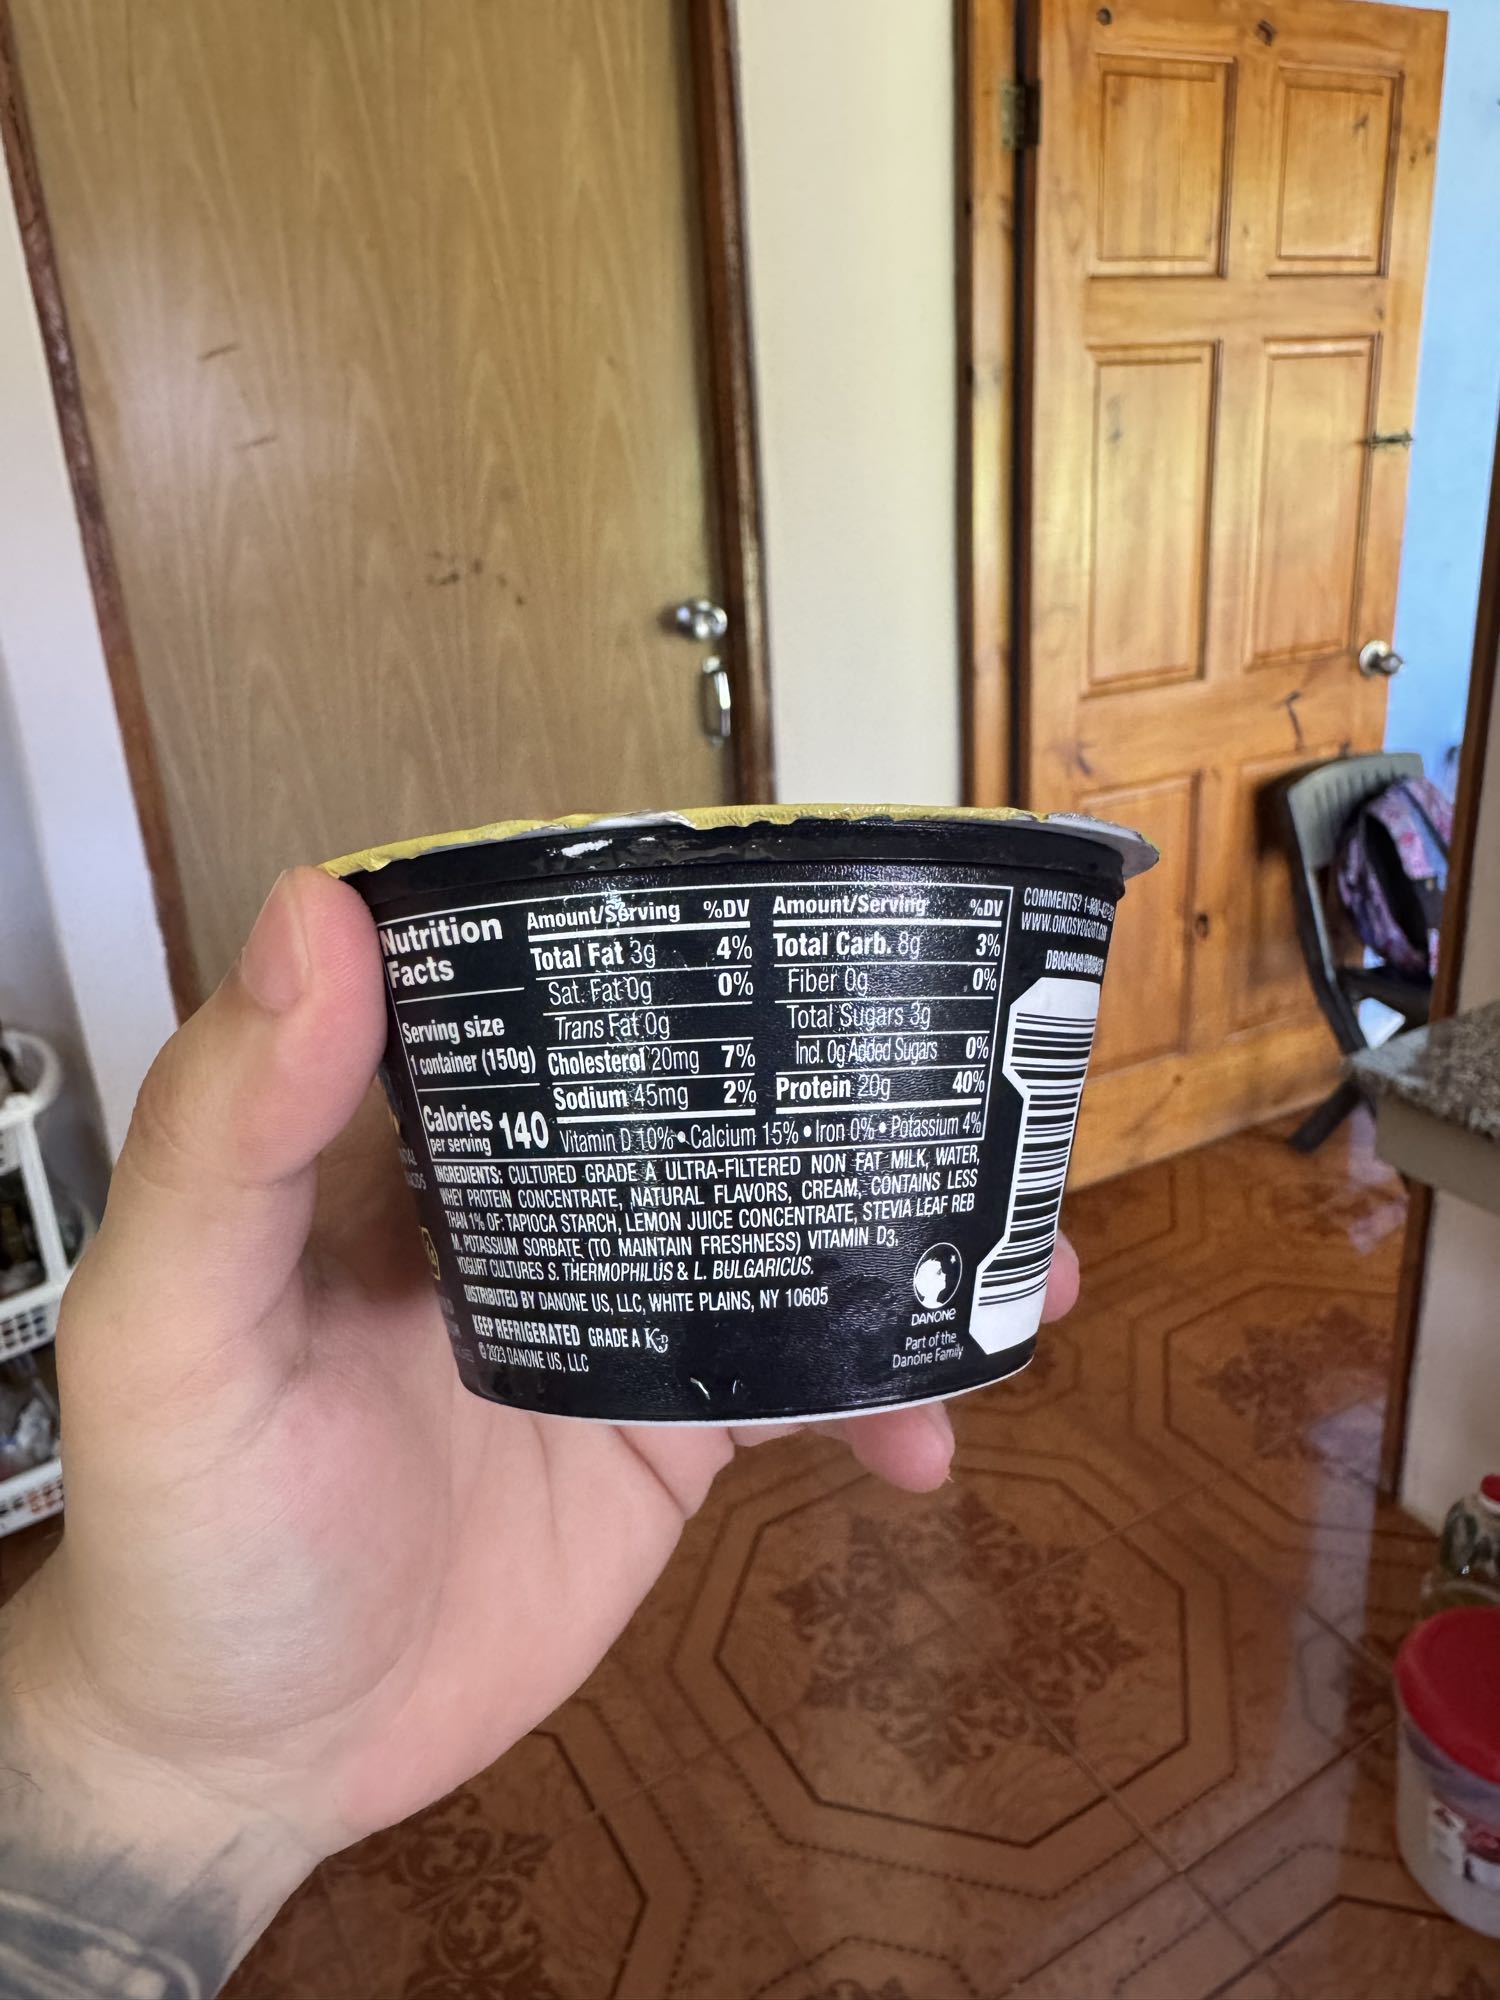 Nutrition
Facts
Serving size
1 container (150g)
Calories
per serving
140
Amount/Serving %DV
Total Fat 3g 4%
Sat. Fat 0g 0%
Trans Fat 0g
Cholesterol 20mg 7%
Sodium 45mg 2%
Amount/Serving %DV
Total Carb. 8g 3%
Fiber 0g 0%
Total Sugars 3g
Incl. 0g Added Sugars 0%
Protein 20g 40%
Vitamin D 10% • Calcium 15% • Iron 0% • Potassium 4%
INGREDIENTS: CULTURED GRADE A ULTRA-FILTERED NON FAT MILK, WATER,
WHEY PROTEIN CONCENTRATE, NATURAL FLAVORS, CREAM, CONTAINS LESS
THAN 1% OF: TAPIOCA STARCH, LEMON JUICE CONCENTRATE, STEVIA LEAF REB
M, POTASSIUM SORBATE (TO MAINTAIN FRESHNESS) VITAMIN D3.
YOGURT CULTURES S. THERMOPHILUS & L. BULGARICUS.
DISTRIBUTED BY DANONE US, LLC, WHITE PLAINS, NY 10605
KEEP REFRIGERATED GRADE A
© 2023 DANONE US, LLC
DANONE
Part of the
Danone Family
COMMENTS?
WWW.OIKOSYOGURT.COM